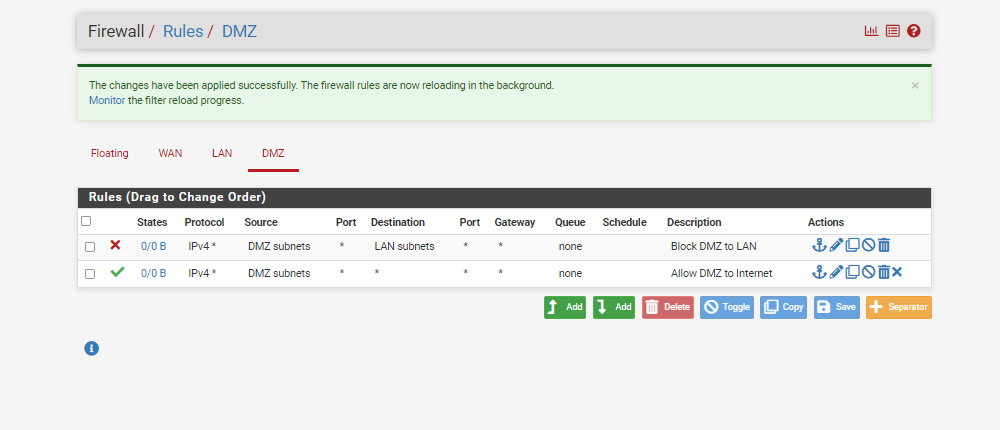 Firewall / Rules / DMZ
The changes have been applied successfully. The firewall rules are now reloading in the background.
Monitor the filter reload progress.
×
Floating WAN LAN DMZ
Rules (Drag to Change Order)
States Protocol Source Port Destination Port Gateway Queue Schedule Description Actions
0/0 B IPv4 * DMZ subnets * LAN subnets * * none Block DMZ to LAN
0/0 B IPv4 * DMZ subnets * * * * none Allow DMZ to Internet
Add Add Delete Toggle Copy Save Separator